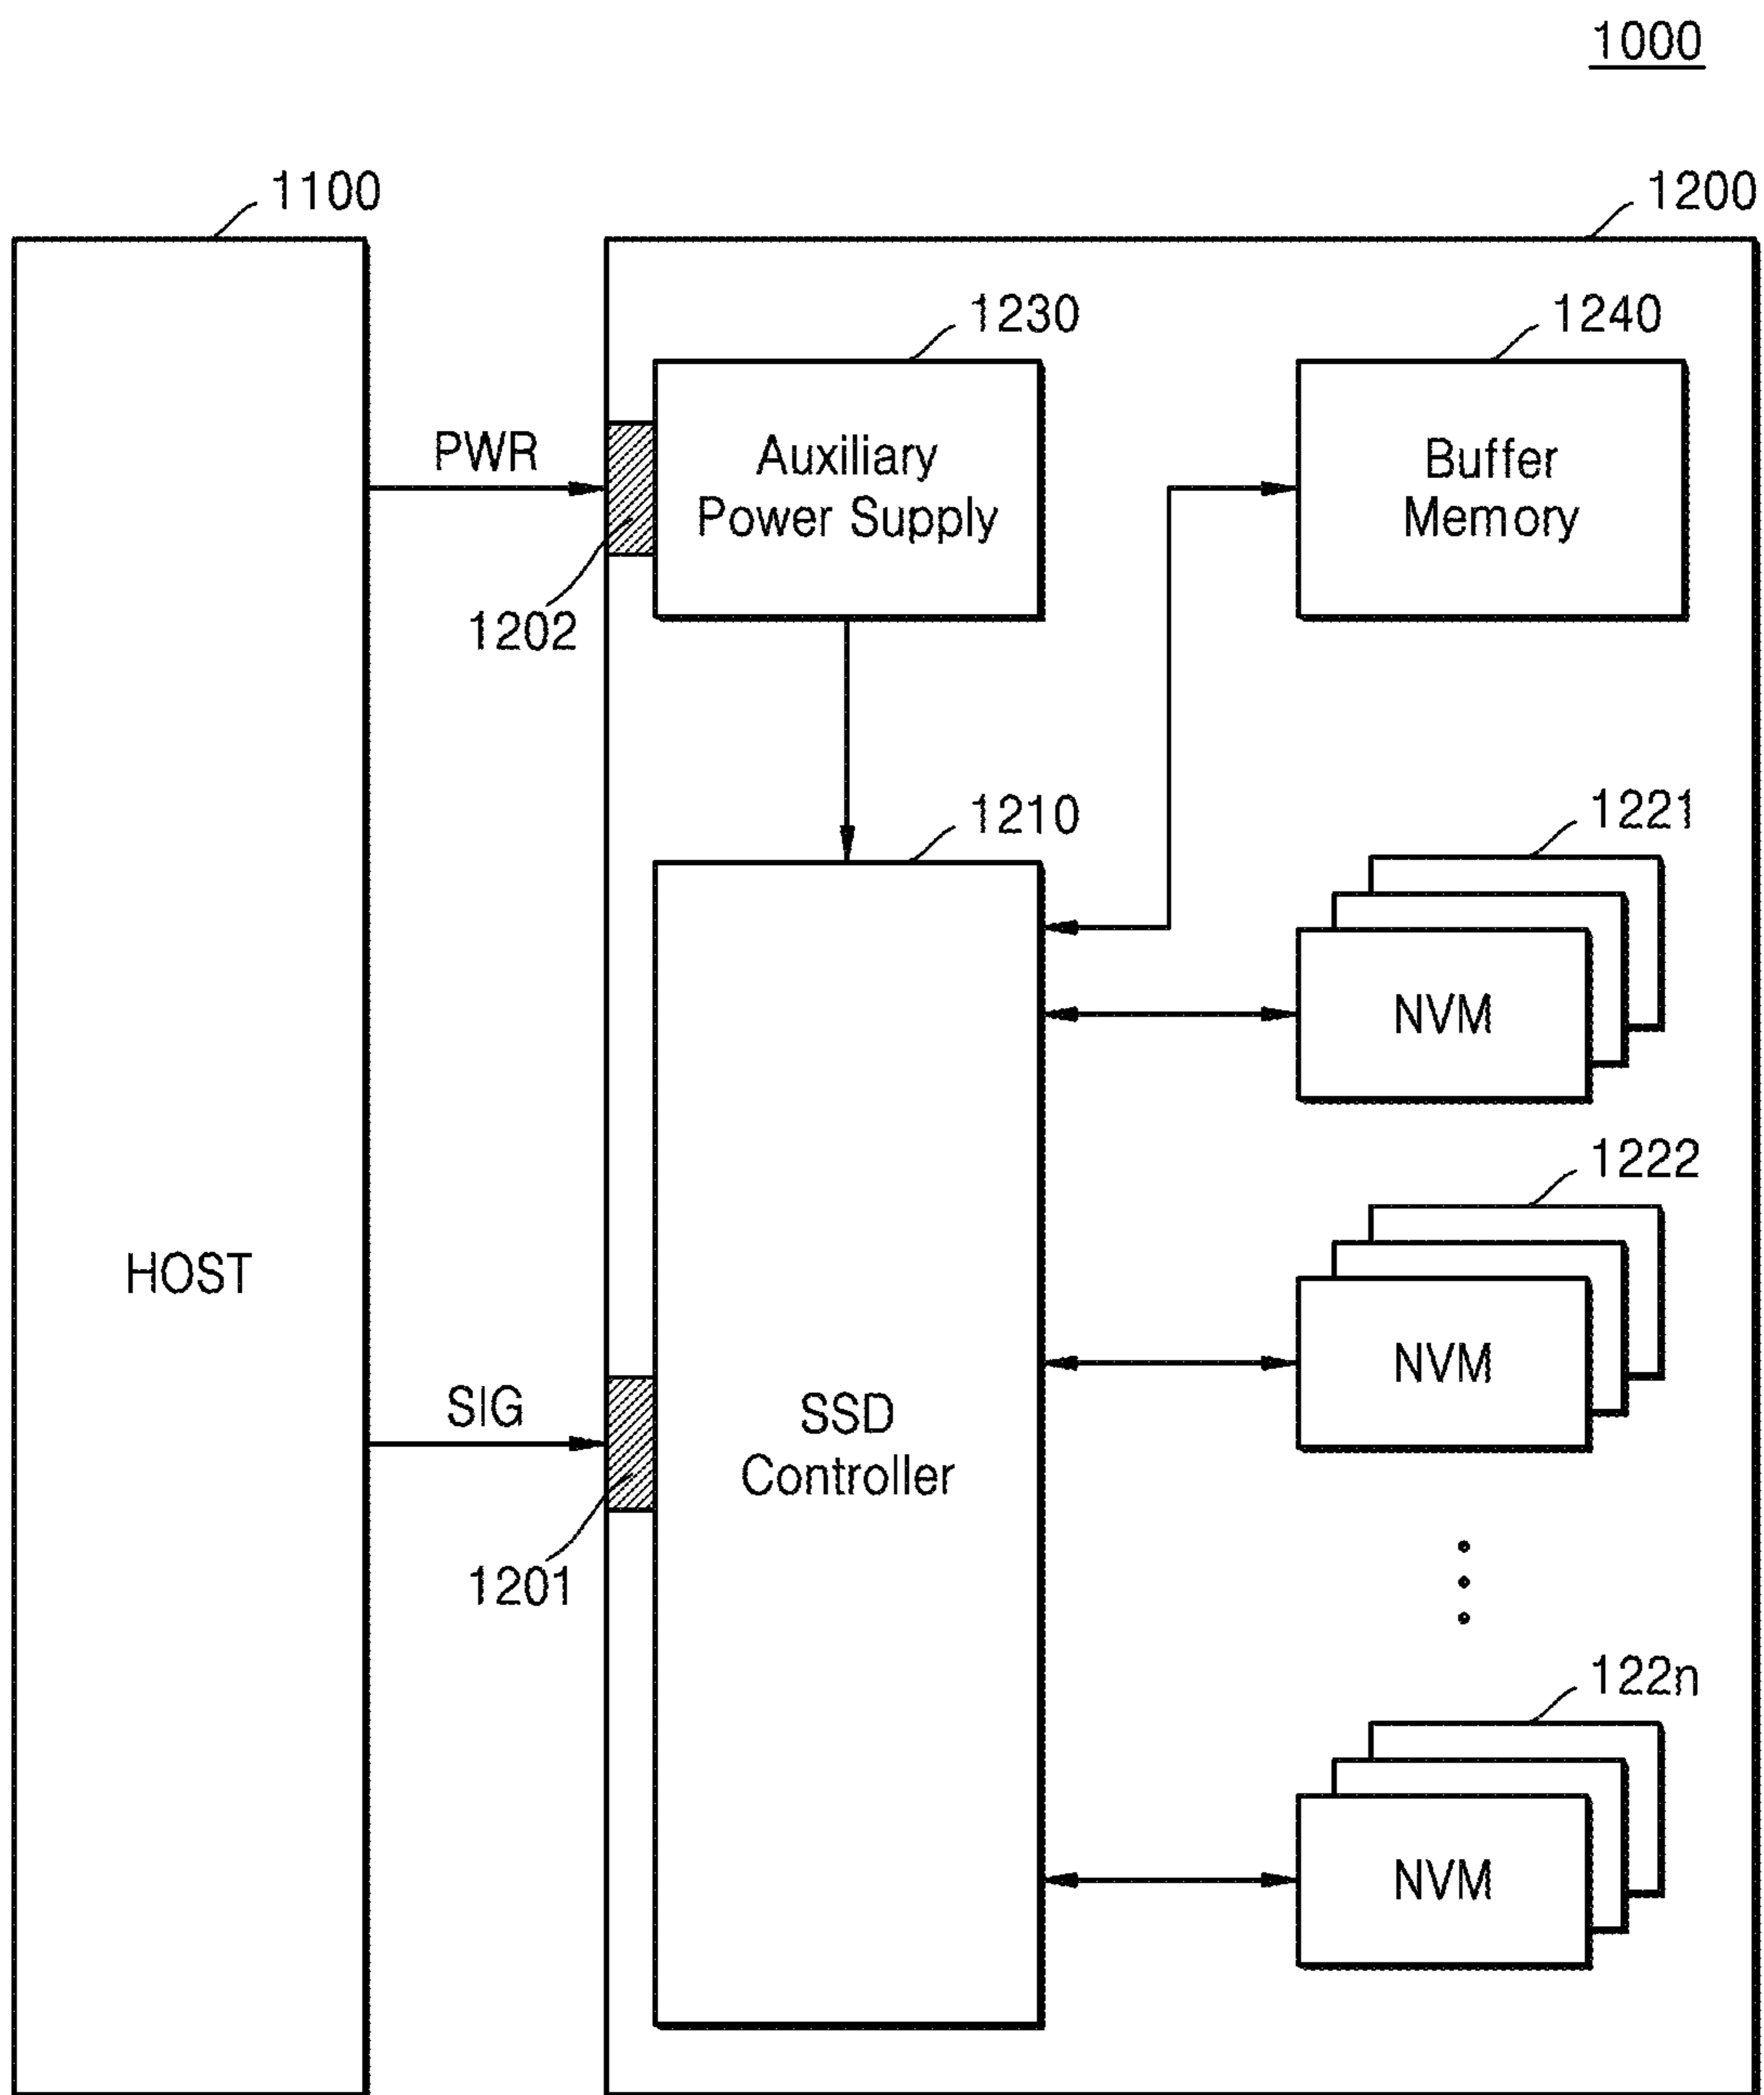 1000
1100
1200
1230
1240
PWR
Auxiliary
Power Supply
Buffer
Memory
1202
1210
1221
NVM
1222
HOST
NVM
SIG
SSD
Controller
1201
122n
NVM